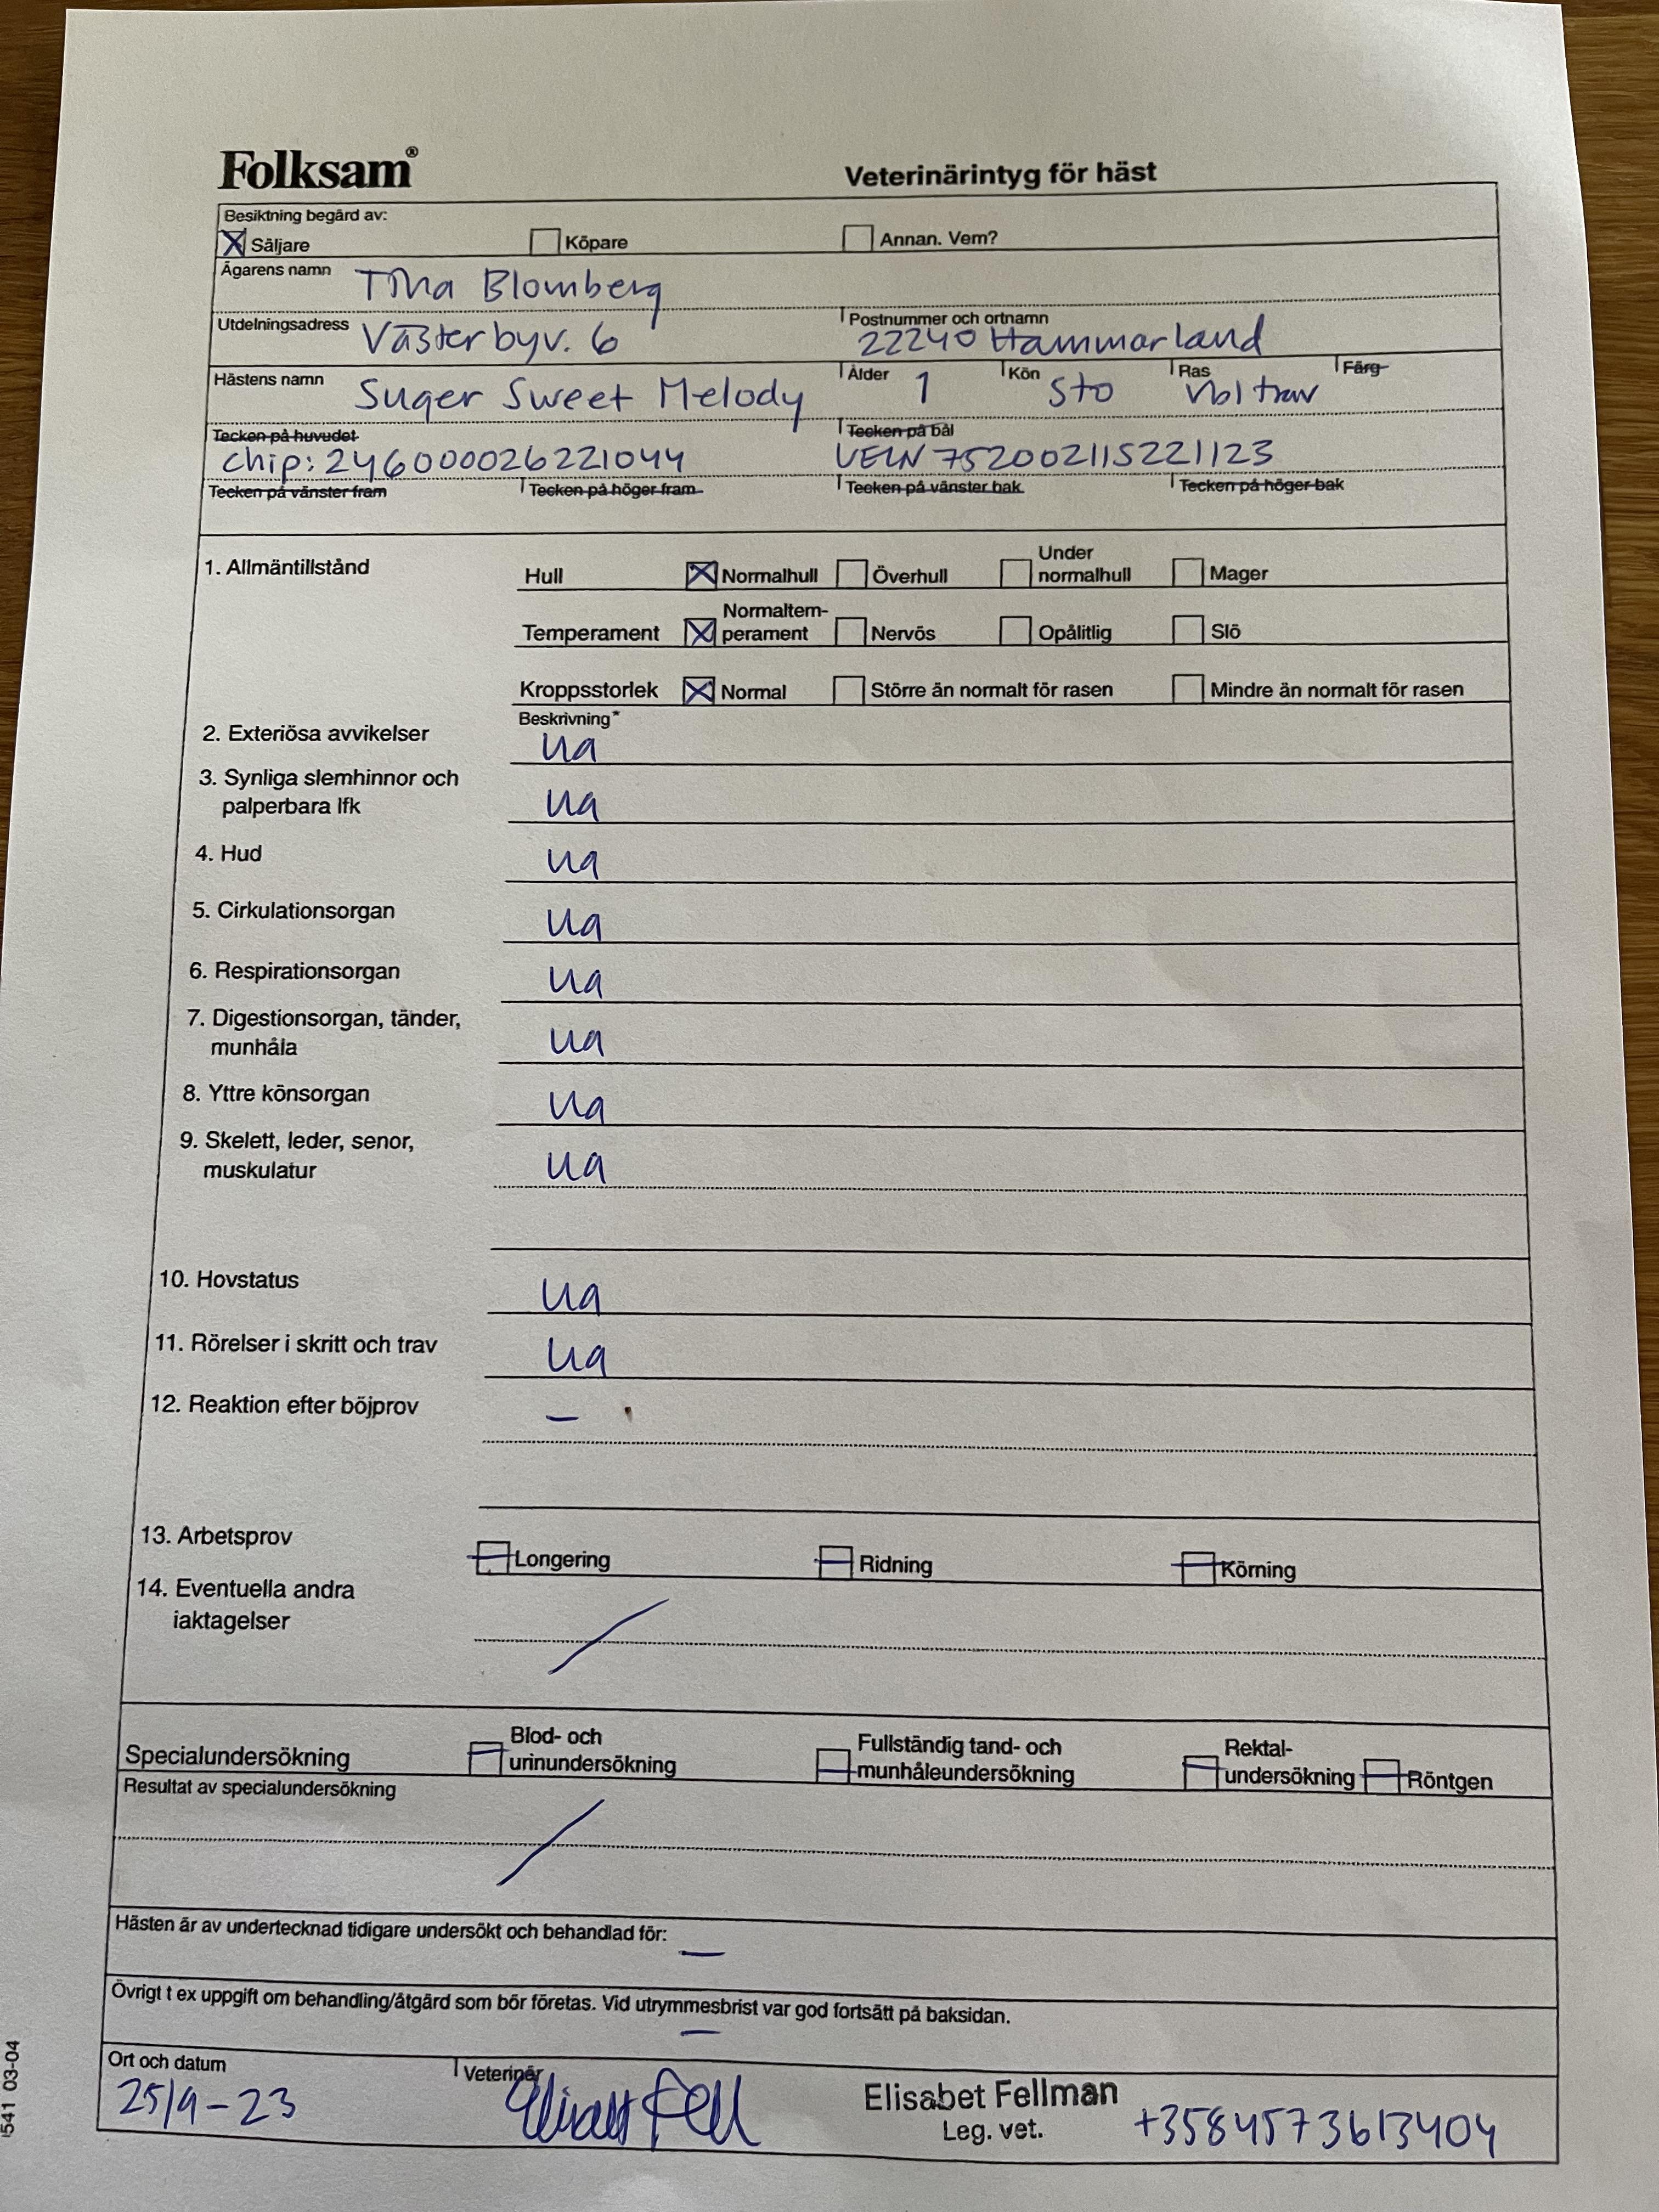 Folksam®
Veterinärintyg för häst
Besiktning begärd av:
Säljare Köpare Annan. Vem?
Ägarens namn Tina Blomberg
Utdelningsadress Västerbyv. 6 Postnummer och ortnamn 22240 Hammarland
Hästens namn Suger Sweet Melody Ålder 1 Kön Sto Ras vbl trav Färg
Tecken på huvudet Tecken på bål
Chip: 246000026221044 UELN 752002115221123
Tecken på vänster fram Tecken på höger fram Tecken på vänster bak Tecken på höger bak
1. Allmäntillstånd Hull Normalhull Överhull Under normalhull Mager
Temperament Normaltem-
perament Nervös Opålitlig Slö
Kroppsstorlek Normal Större än normalt för rasen Mindre än normalt för rasen
Beskrivning*
2. Exteriösa avvikelser ua
3. Synliga slemhinnor och
palperbara lfk ua
4. Hud ua
5. Cirkulationsorgan ua
6. Respirationsorgan ua
7. Digestionsorgan, tänder,
munhåla ua
8. Yttre könsorgan ua
9. Skelett, leder, senor,
muskulatur ua
10. Hovstatus ua
11. Rörelser i skritt och trav ua
12. Reaktion efter böjprov –
13. Arbetsprov Longering Ridning Körning
14. Eventuella andra
iaktagelser
Specialundersökning Blod- och
urinundersökning Fullständig tand- och
munhåleundersökning Rektal-
undersökning Röntgen
Resultat av specialundersökning
Hästen är av undertecknad tidigare undersökt och behandlad för: –
Övrigt t ex uppgift om behandling/åtgärd som bör företas. Vid utrymmesbrist var god fortsätt på baksidan.
–
Ort och datum Veterinär
25/9-23 Elisabet Fellman
Leg. vet. +3584573613404
541 03-04